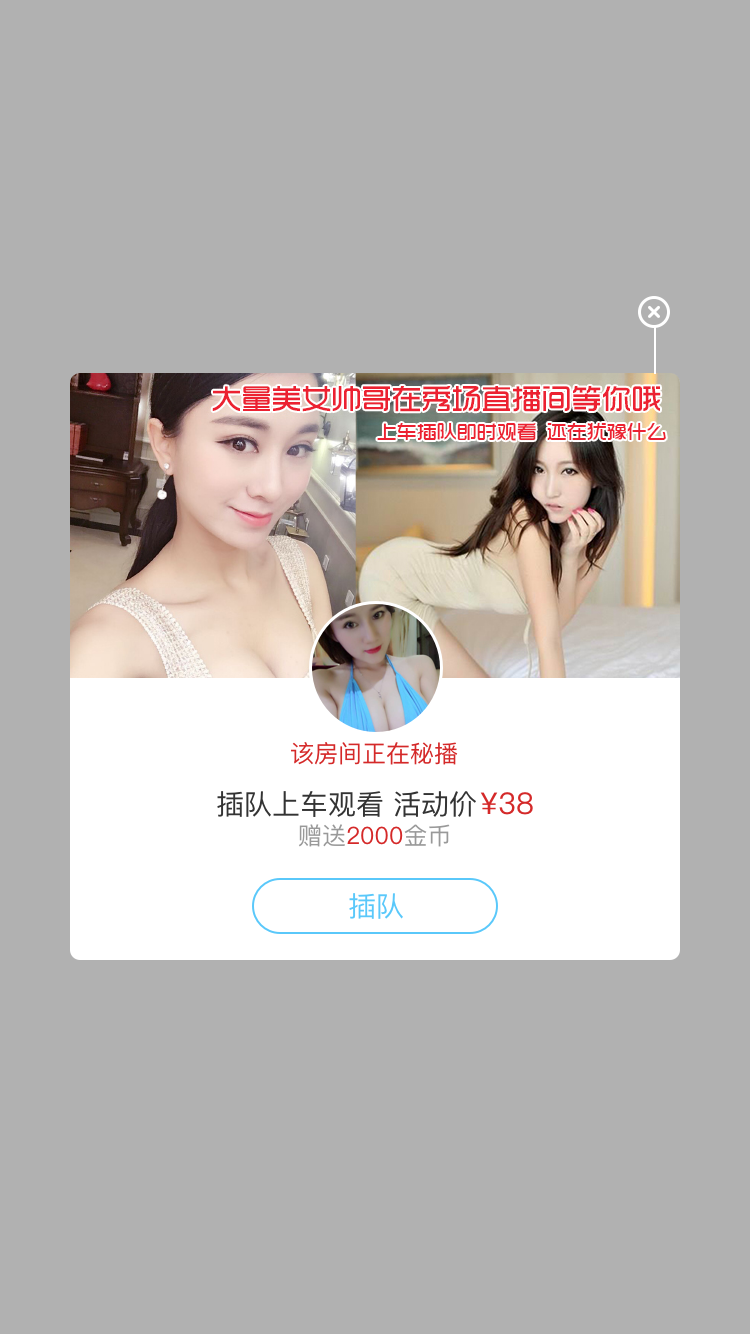 大量美女帅哥在秀场直播间等你哦
上车插队即时观看 还在犹豫什么
该房间正在秘播
插队上车观看 活动价¥38
赠送2000金币
插队